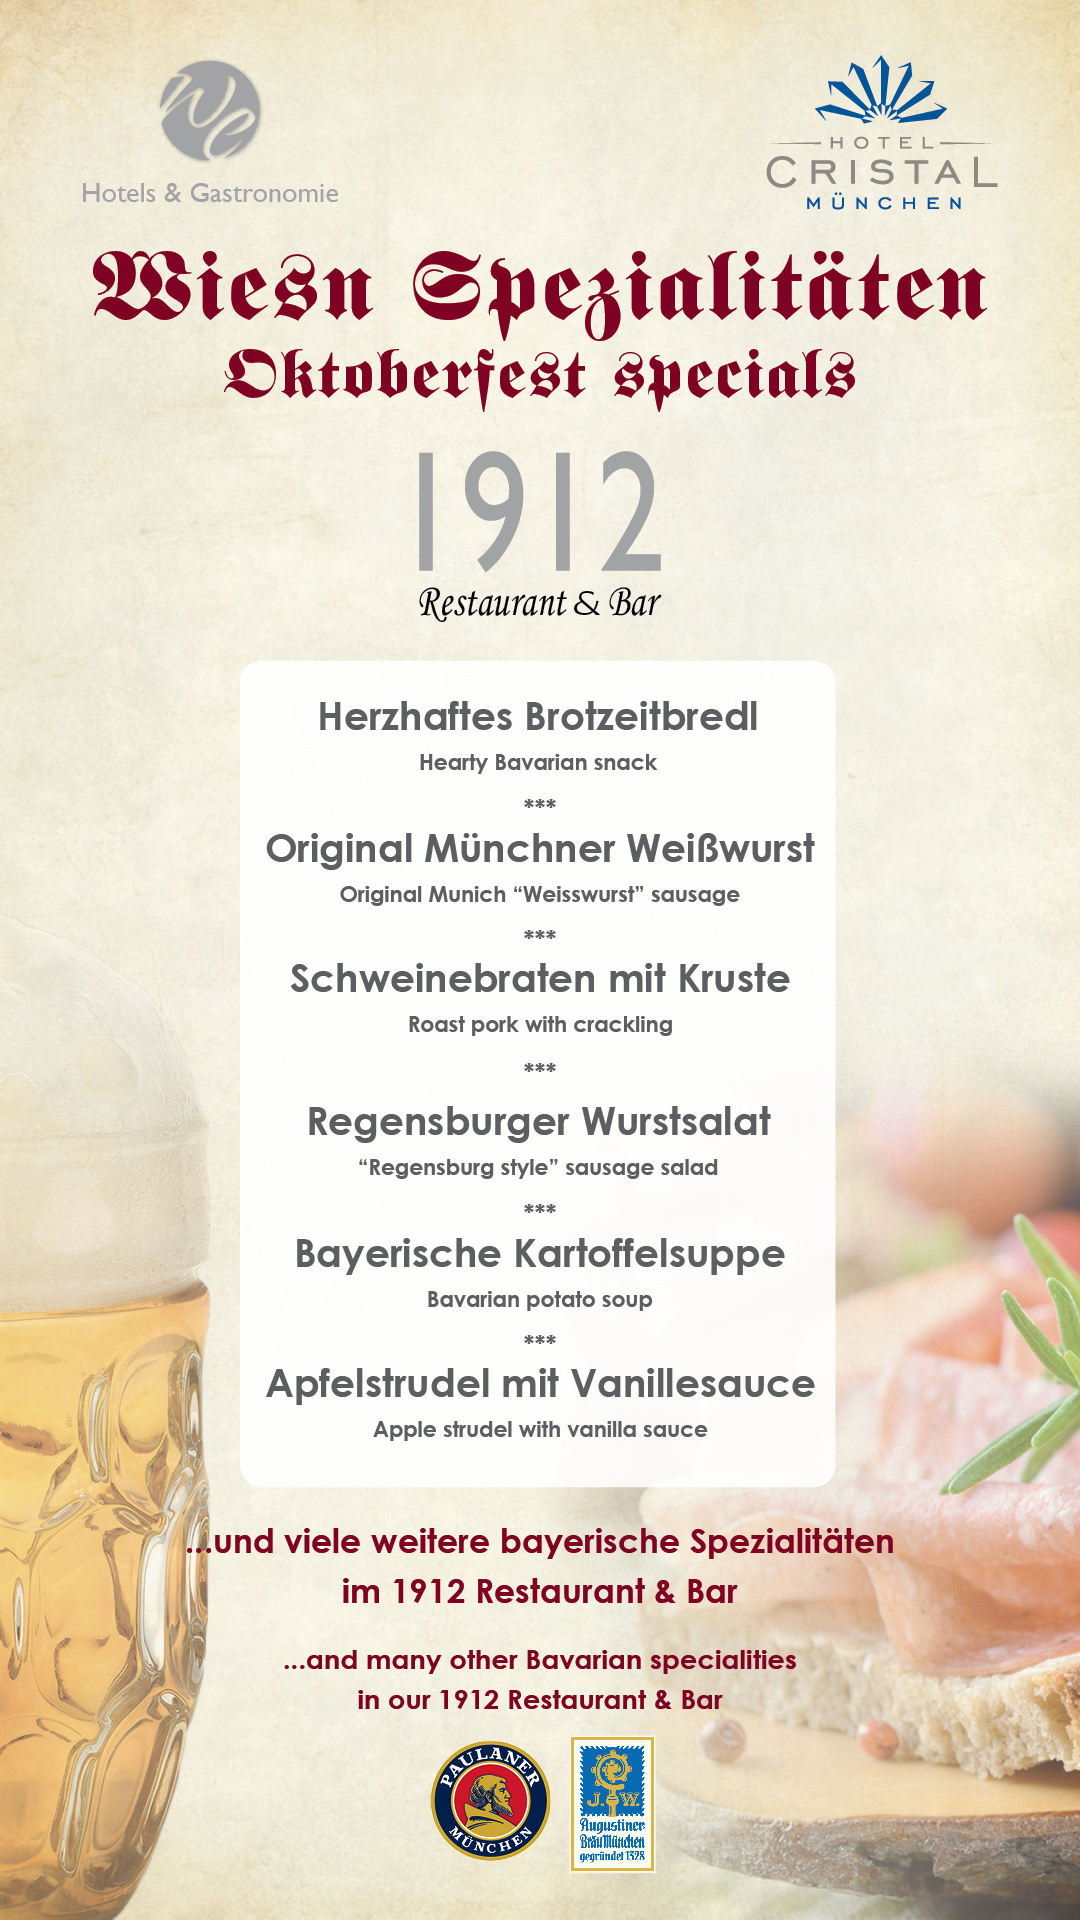 WG
Hotels & Gastronomie
HOTEL
CRISTAL
MÜNCHEN
Wiesn Spezialitäten
Oktoberfest specials
1912
Restaurant & Bar
Herzhaftes Brotzeitbredl
Hearty Bavarian snack
***
Original Münchner Weißwurst
Original Munich “Weisswurst” sausage
***
Schweinebraten mit Kruste
Roast pork with crackling
***
Regensburger Wurstsalat
“Regensburg style” sausage salad
***
Bayerische Kartoffelsuppe
Bavarian potato soup
***
Apfelstrudel mit Vanillesauce
Apple strudel with vanilla sauce
...und viele weitere bayerische Spezialitäten
im 1912 Restaurant & Bar
...and many other Bavarian specialities
in our 1912 Restaurant & Bar
PAULANER
MÜNCHEN
J. W.
Augustiner
Bräu München
gegründet 1328